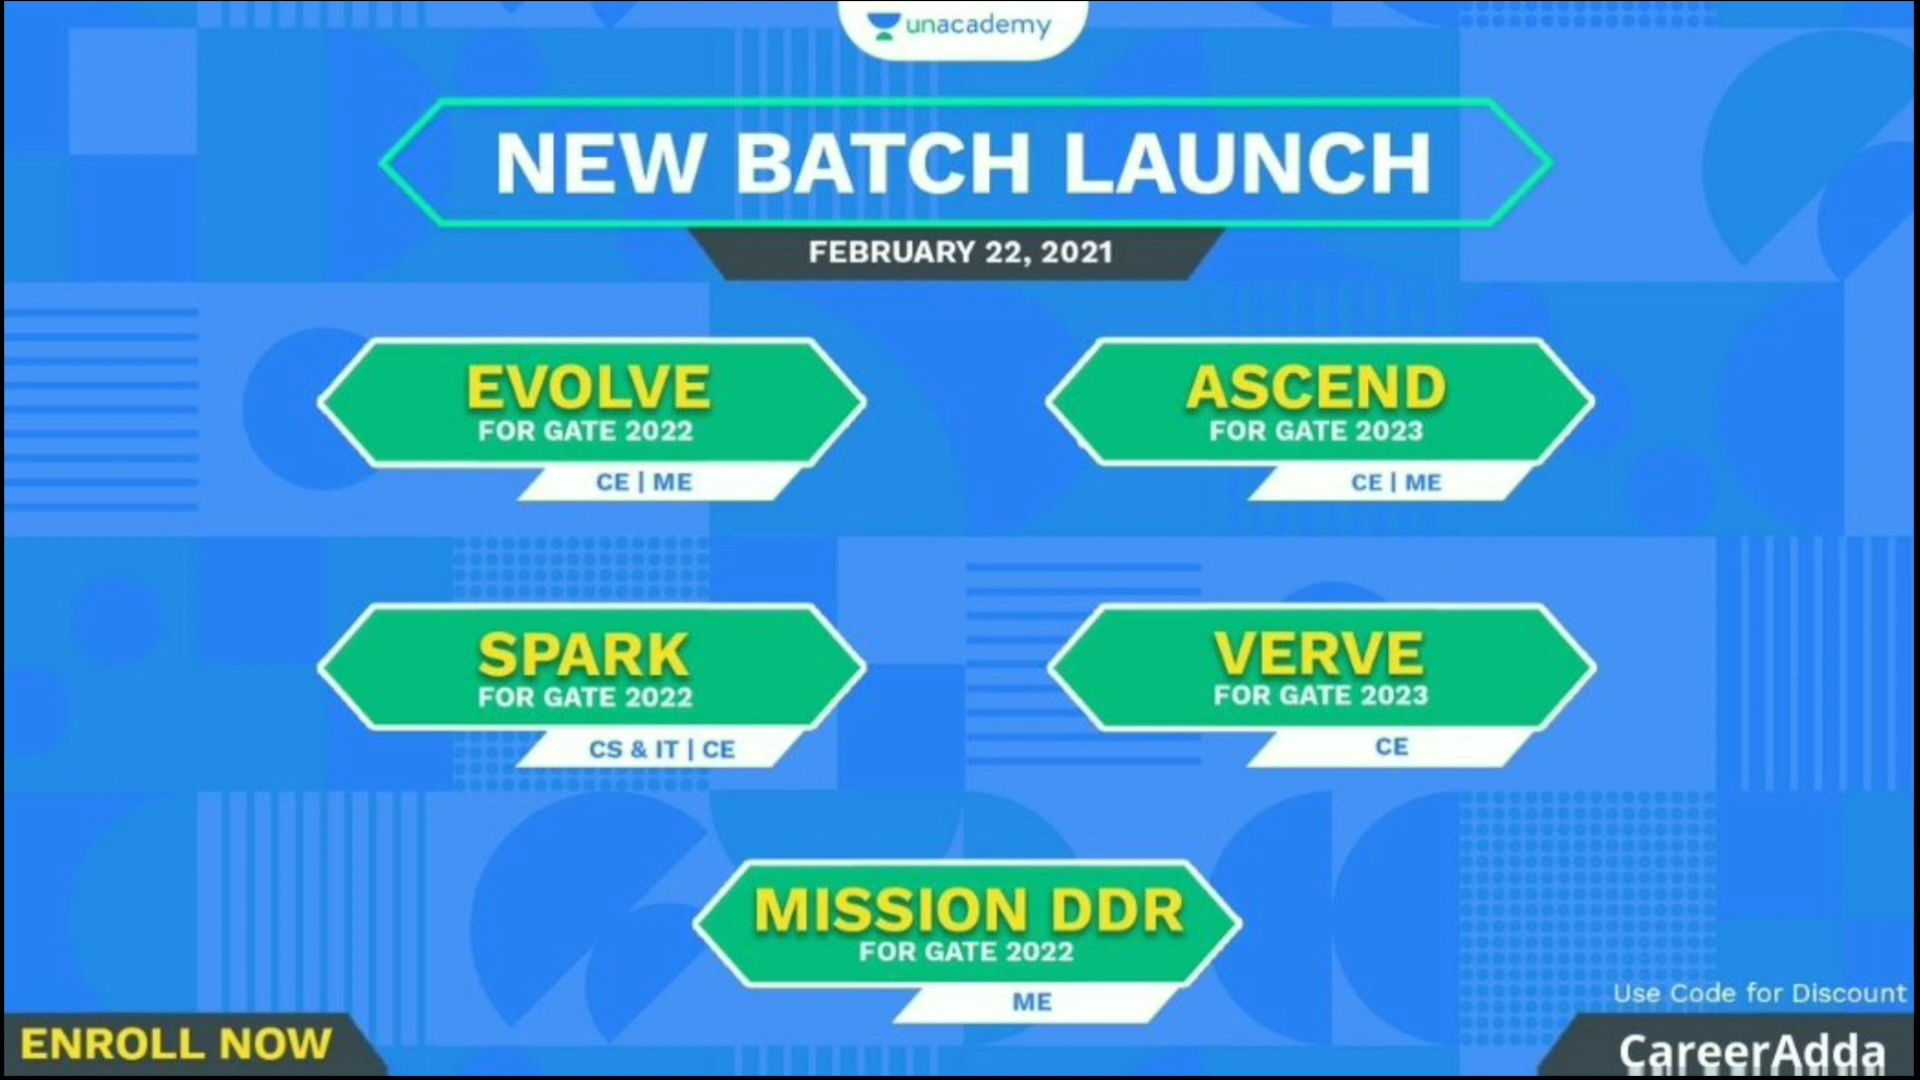 unacademy
NEW BATCH LAUNCH
FEBRUARY 22, 2021
EVOLVE
FOR GATE 2022
CE | ME
ASCEND
FOR GATE 2023
CE | ME
SPARK
FOR GATE 2022
CS & IT | CE
VERVE
FOR GATE 2023
CE
MISSION DDR
FOR GATE 2022
ME
Use Code for Discount
ENROLL NOW
CareerAdda